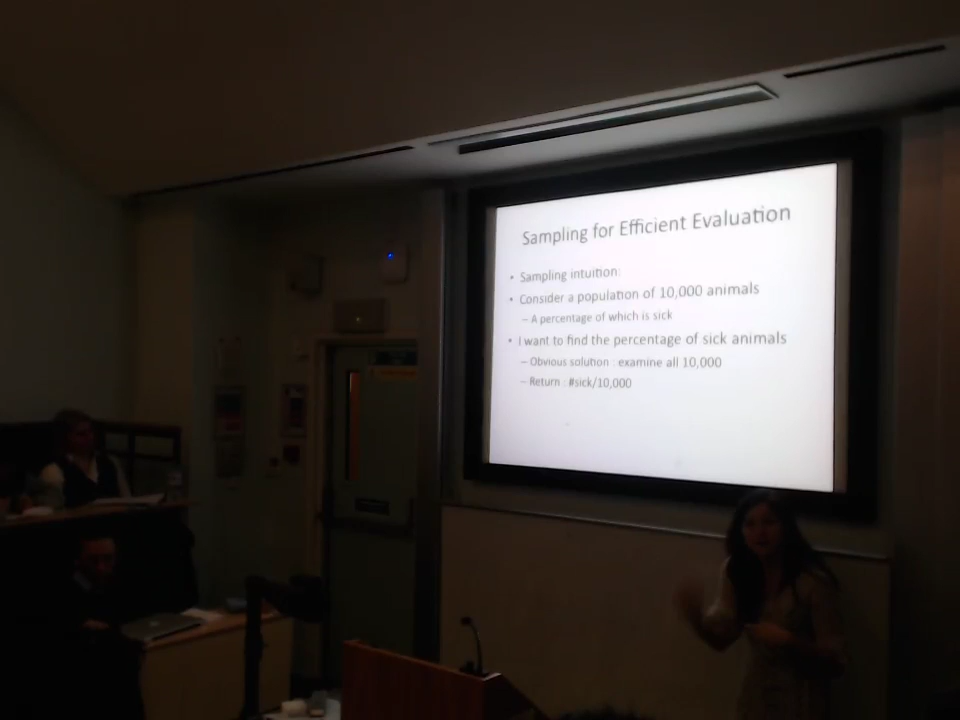 Sampling for Efficient Evaluation
• Sampling intuition:
• Consider a population of 10,000 animals
– A percentage of which is sick
• I want to find the percentage of sick animals
– Obvious solution : examine all 10,000
– Return : #sick/10,000